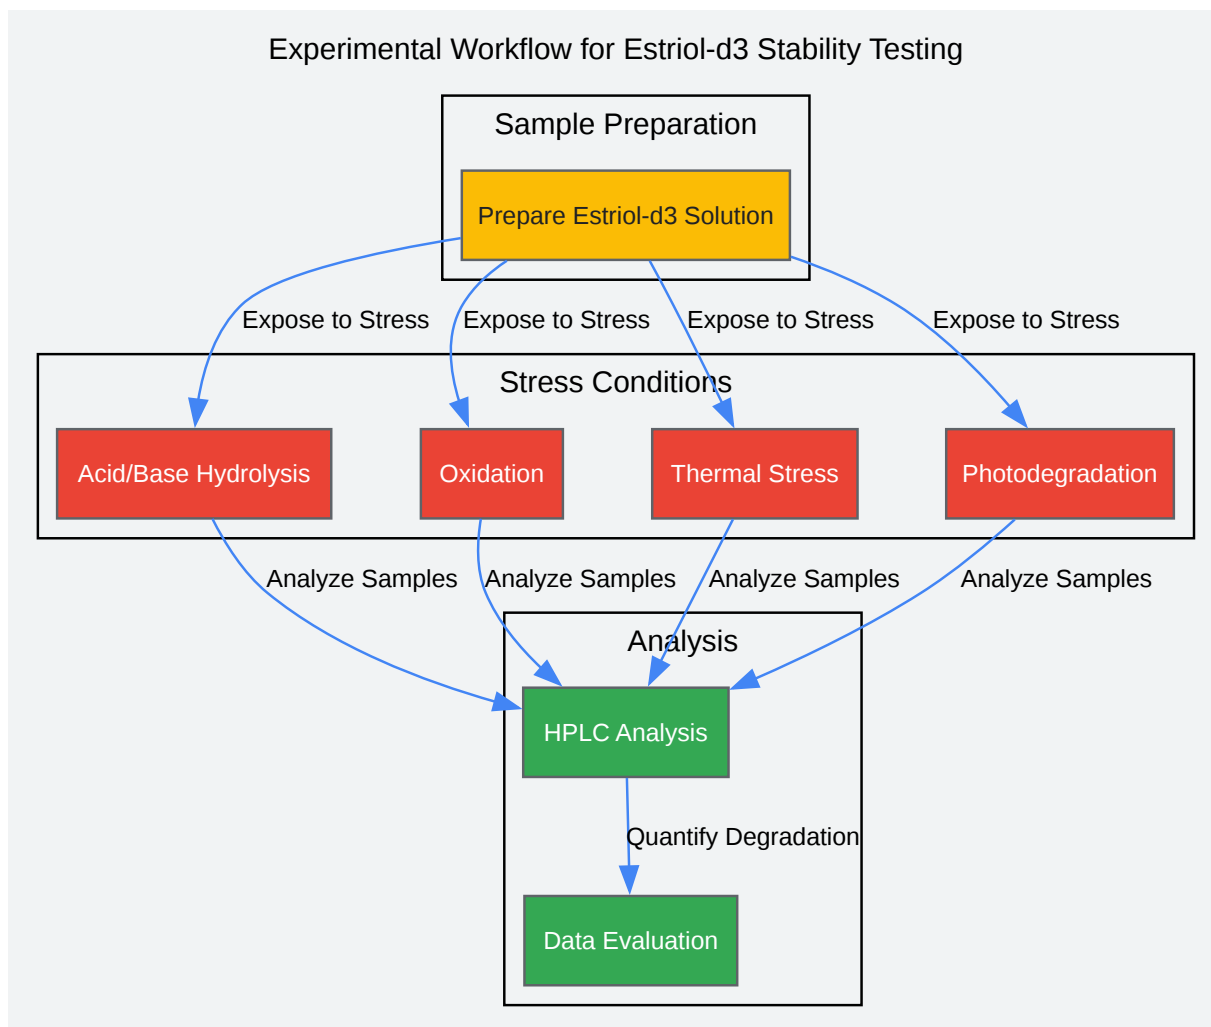 Experimental Workflow for Estriol-d3 Stability Testing
Sample Preparation
Prepare Estriol-d3 Solution
Expose to Stress
Expose to Stress
Expose to Stress
Expose to Stress
Stress Conditions
Acid/Base Hydrolysis
Oxidation
Thermal Stress
Photodegradation
Analyze Samples
Analyze Samples
Analyze Samples
Analyze Samples
Analysis
HPLC Analysis
Quantify Degradation
Data Evaluation